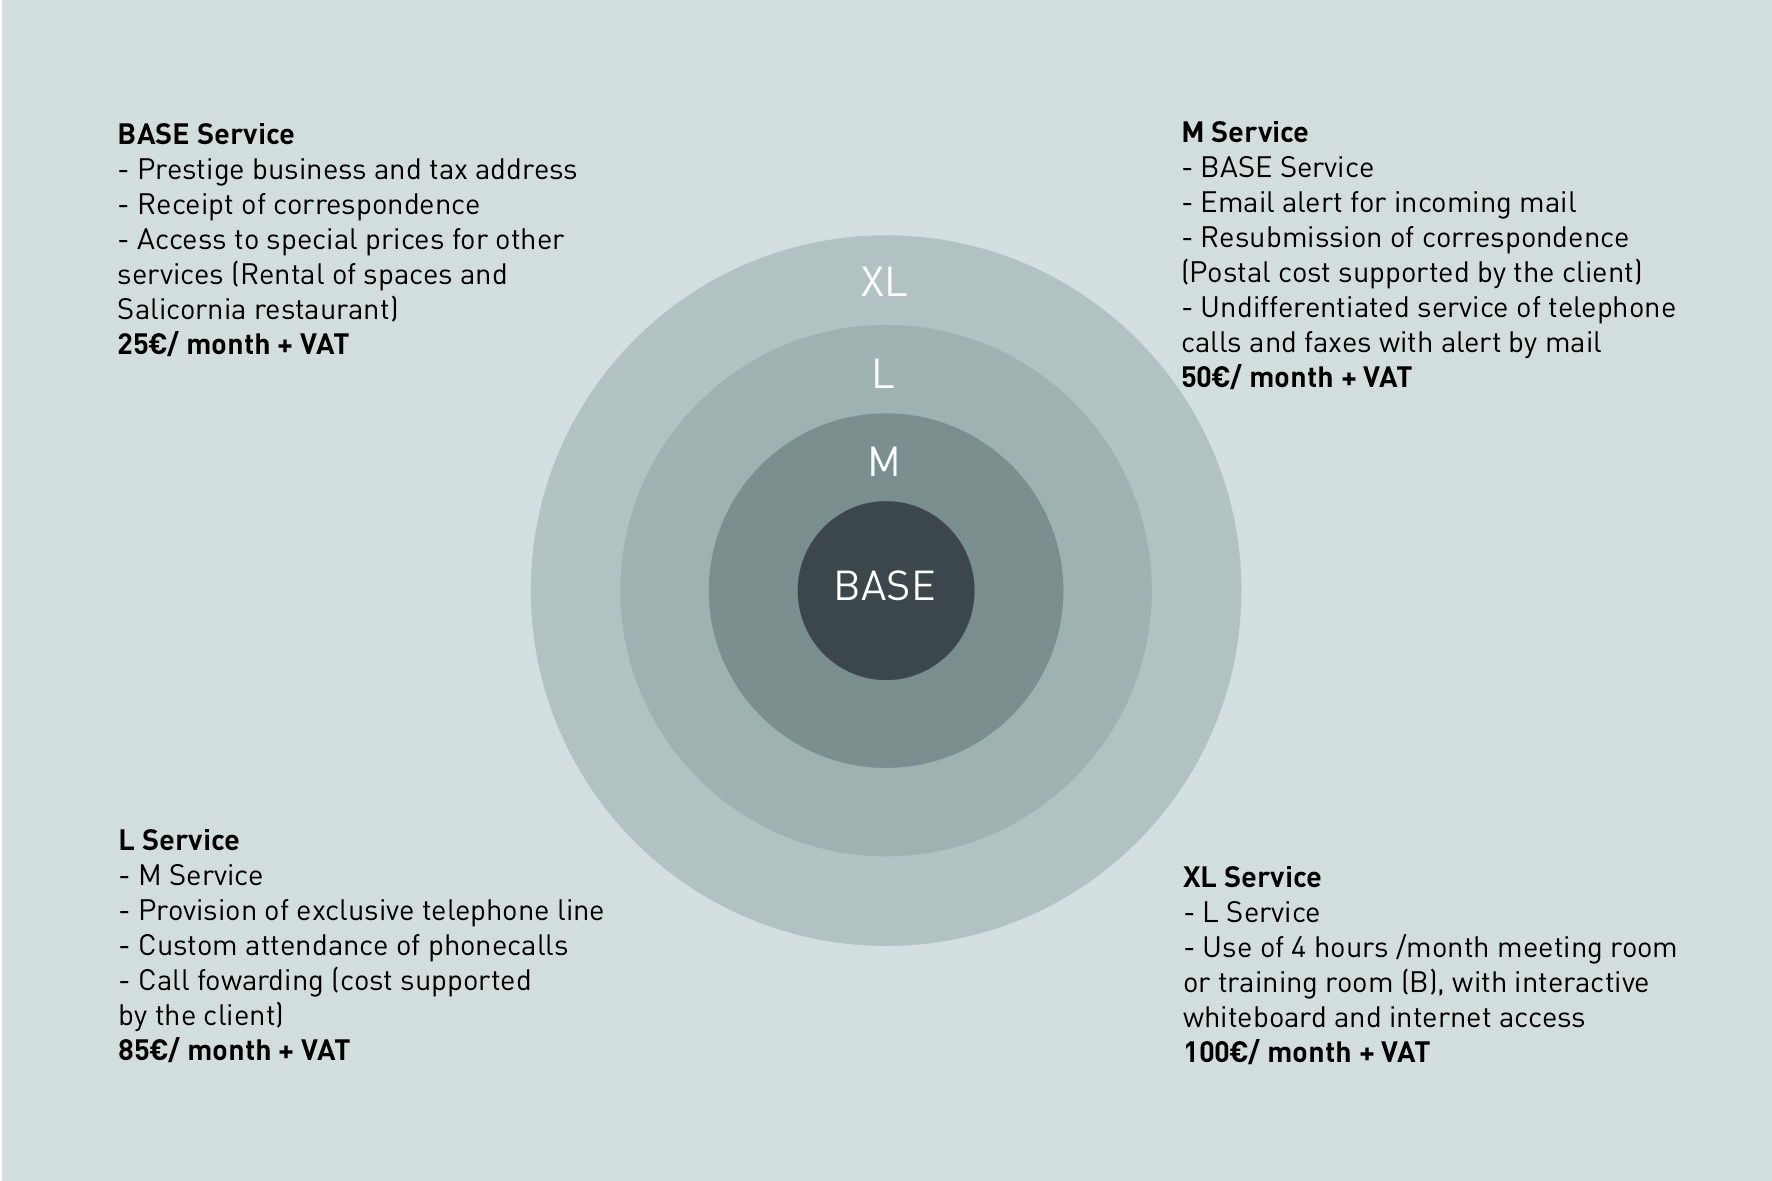 BASE Service
- Prestige business and tax address
- Receipt of correspondence
- Access to special prices for other
services (Rental of spaces and
Salicornia restaurant)
25€/ month + VAT
M Service
- BASE Service
- Email alert for incoming mail
- Resubmission of correspondence
(Postal cost supported by the client)
- Undifferentiated service of telephone
calls and faxes with alert by mail
50€/ month + VAT
XL
L
M
BASE
L Service
- M Service
- Provision of exclusive telephone line
- Custom attendance of phonecalls
- Call fowarding (cost supported
by the client)
85€/ month + VAT
XL Service
- L Service
- Use of 4 hours /month meeting room
or training room (B), with interactive
whiteboard and internet access
100€/ month + VAT